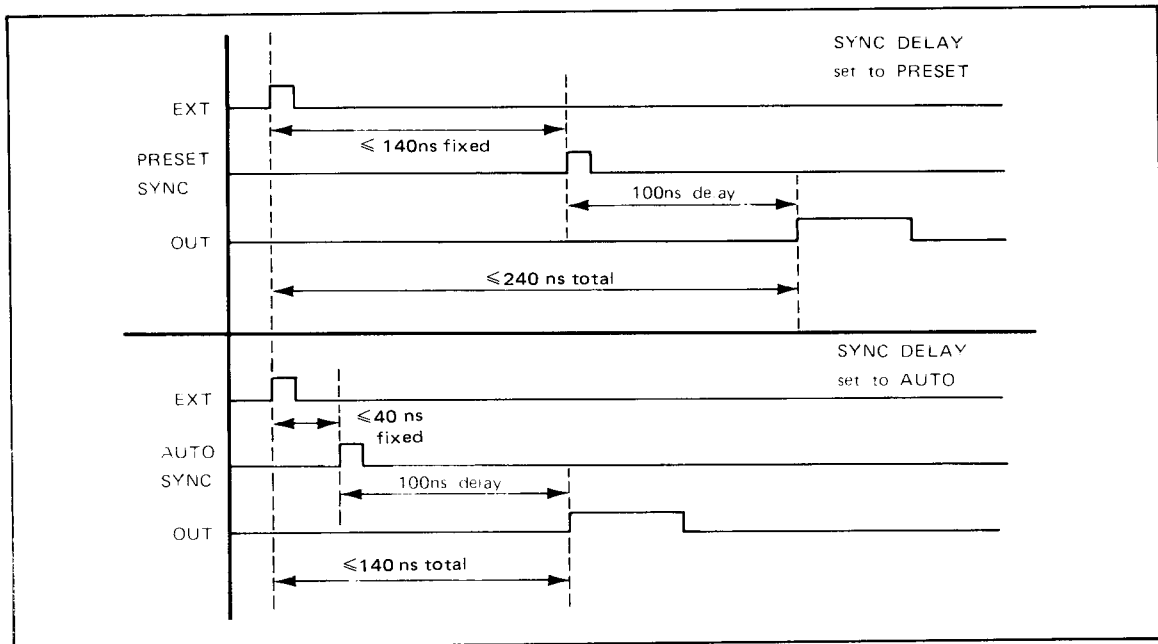 SYNC DELAY
set to PRESET
EXT
≤ 140ns fixed
PRESET
SYNC
100ns delay
OUT
≤240 ns total
SYNC DELAY
set to AUTO
EXT
≤40 ns
fixed
AUTO
SYNC
100ns delay
OUT
≤140 ns total